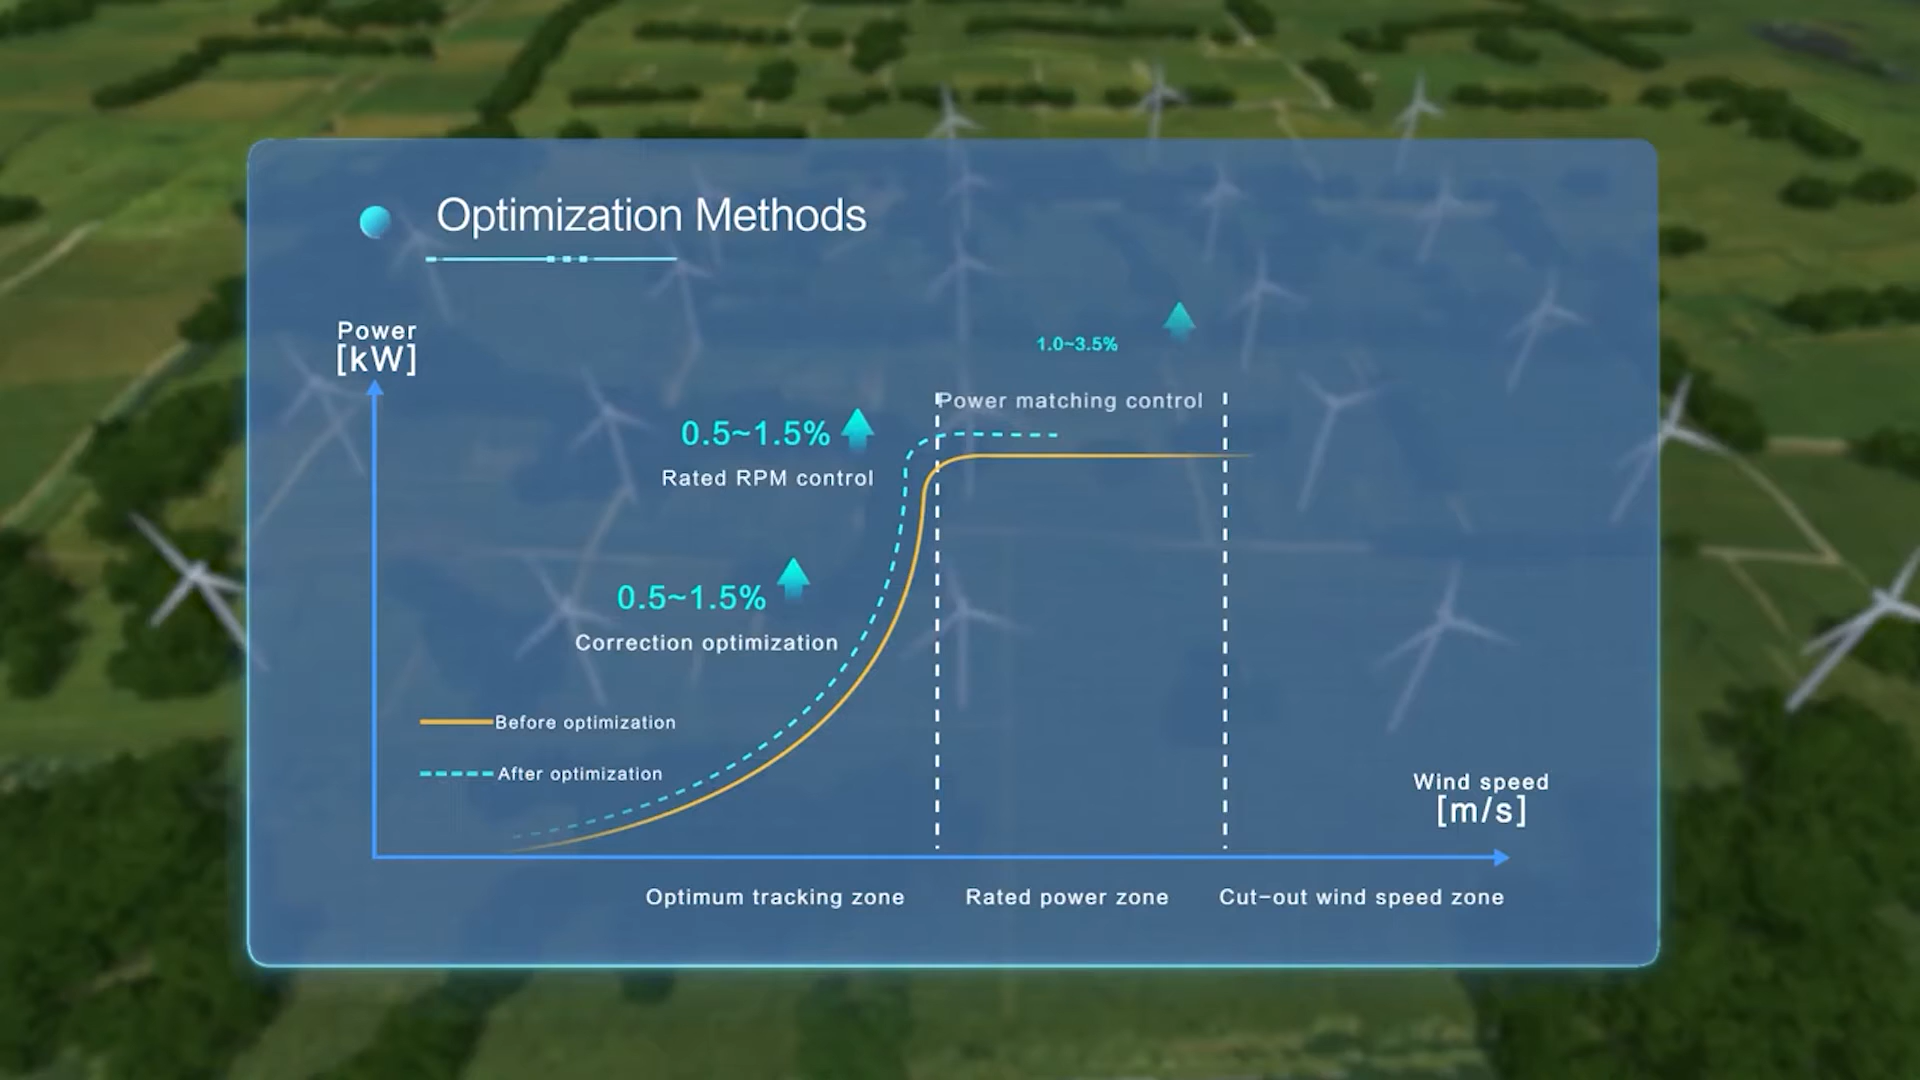 Optimization Methods
Power
[kW]
1.0~3.5%
Power matching control
0.5~1.5%
Rated RPM control
0.5~1.5%
Correction optimization
Before optimization
After optimization
Wind speed
[m/s]
Optimum tracking zone
Rated power zone
Cut-out wind speed zone